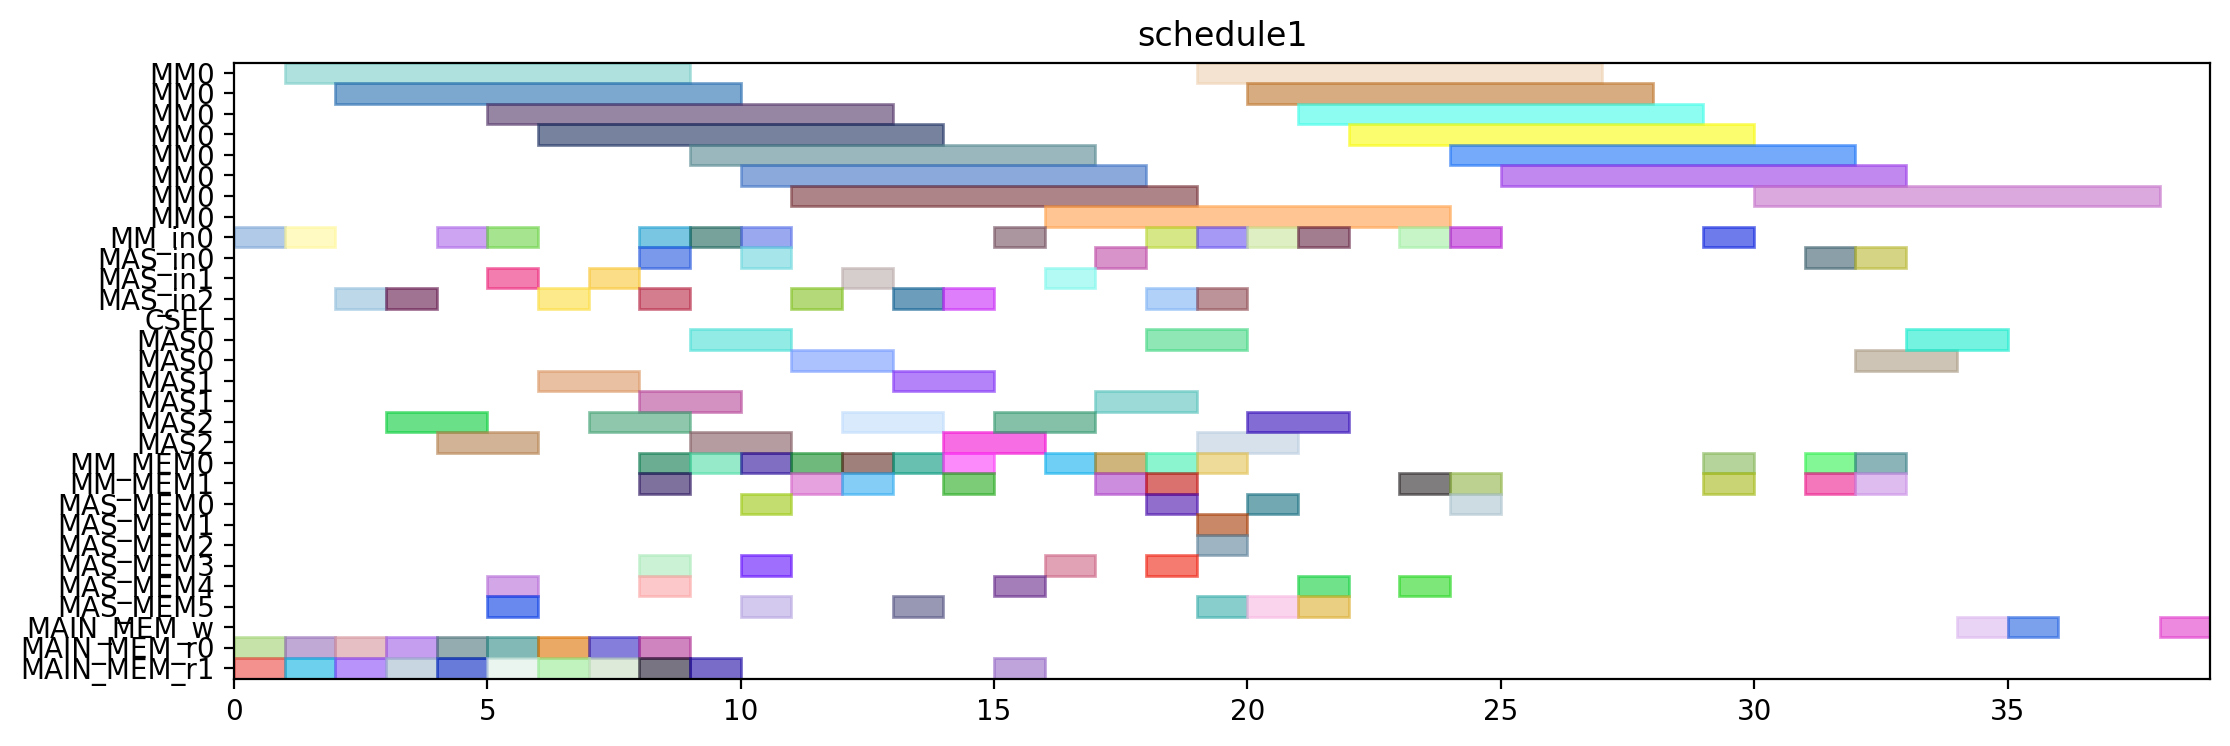 schedule1
MM0
MM0
MM0
MM0
MM0
MM0
MM0
MM0
MM_in0
MAS_in0
MAS_in1
MAS_in2
CSEL
MAS0
MAS0
MAS1
MAS1
MAS2
MAS2
MM_MEM0
MM_MEM1
MAS_MEM0
MAS_MEM1
MAS_MEM2
MAS_MEM3
MAS_MEM4
MAS_MEM5
MAIN_MEM_w
MAIN_MEM_r0
MAIN_MEM_r1
0 5 10 15 20 25 30 35